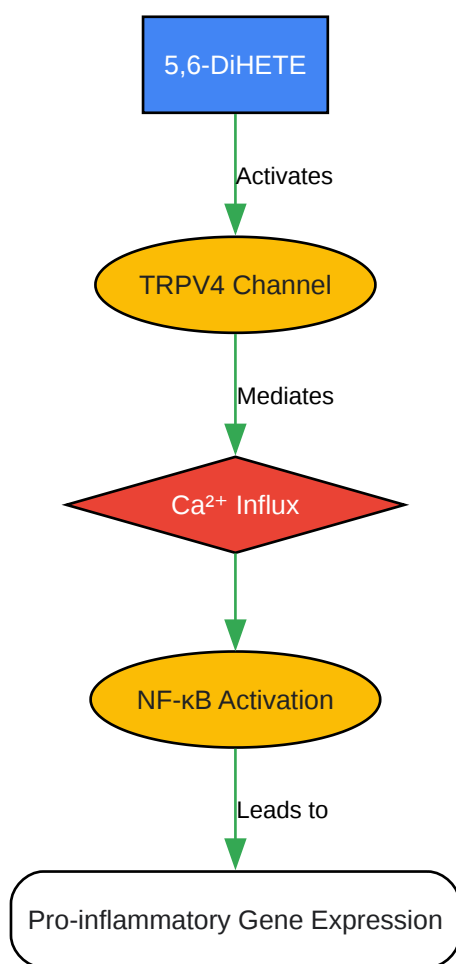 5,6-DiHETE
Activates
TRPV4 Channel
Mediates
Ca²⁺ Influx
NF-κB Activation
Leads to
Pro-inflammatory Gene Expression